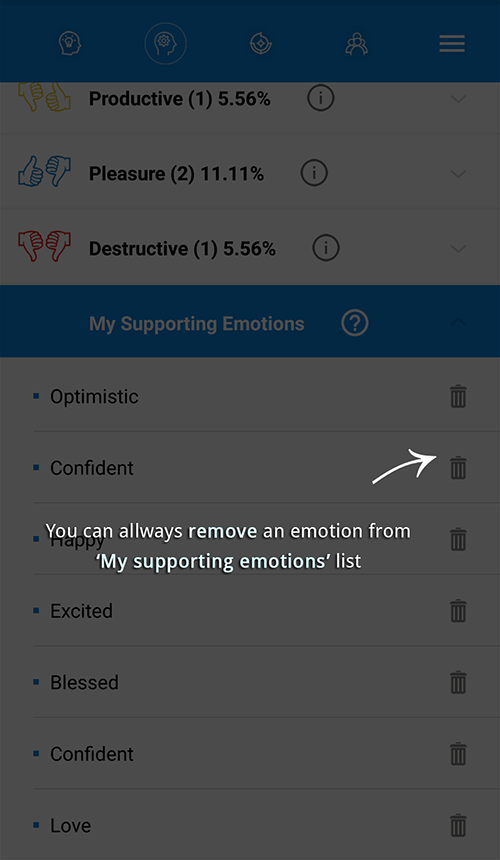 Productive (1) 5.56%
Pleasure (2) 11.11%
Destructive (1) 5.56%
My Supporting Emotions
Optimistic
Confident
You can allways remove an emotion from
Happy
‘My supporting emotions’ list
Excited
Blessed
Confident
Love